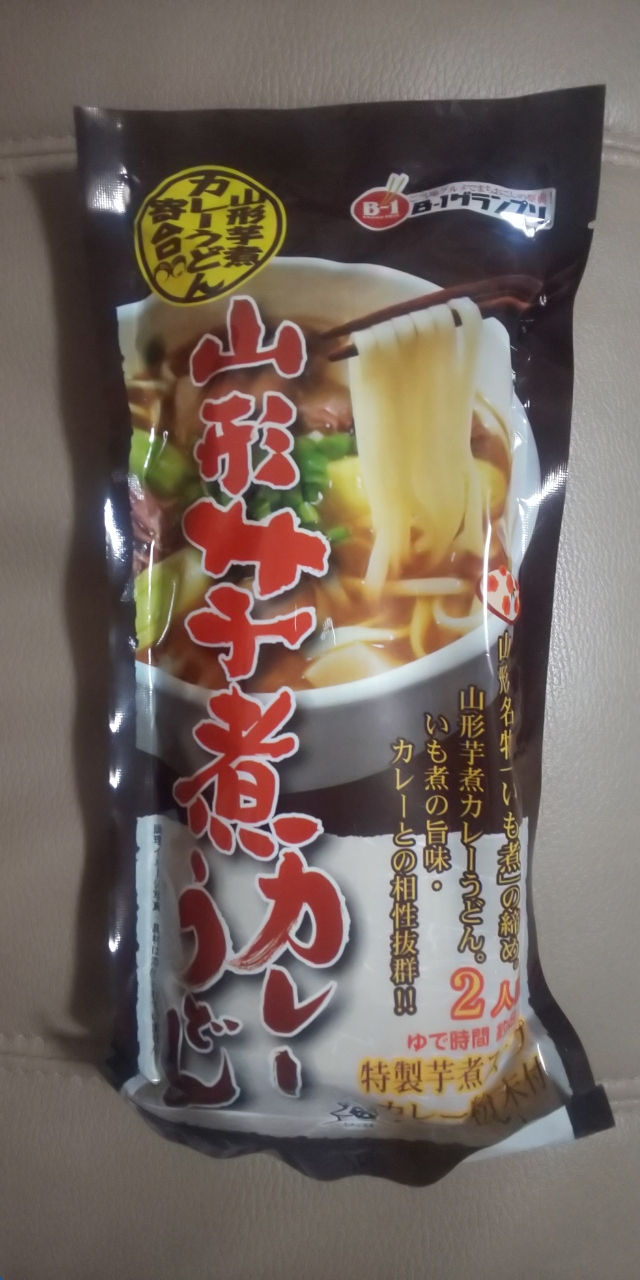 山形芋煮
カレーうどん
寄合
B-1
B-1グランプリ
山形芋煮
カレー
うどん
山形名物「いも煮」の締め。
山形芋煮カレーうどん。
いも煮の旨味・
カレーとの相性抜群!!
2人
ゆで時間
特製芋煮スープ
カレー粉末付